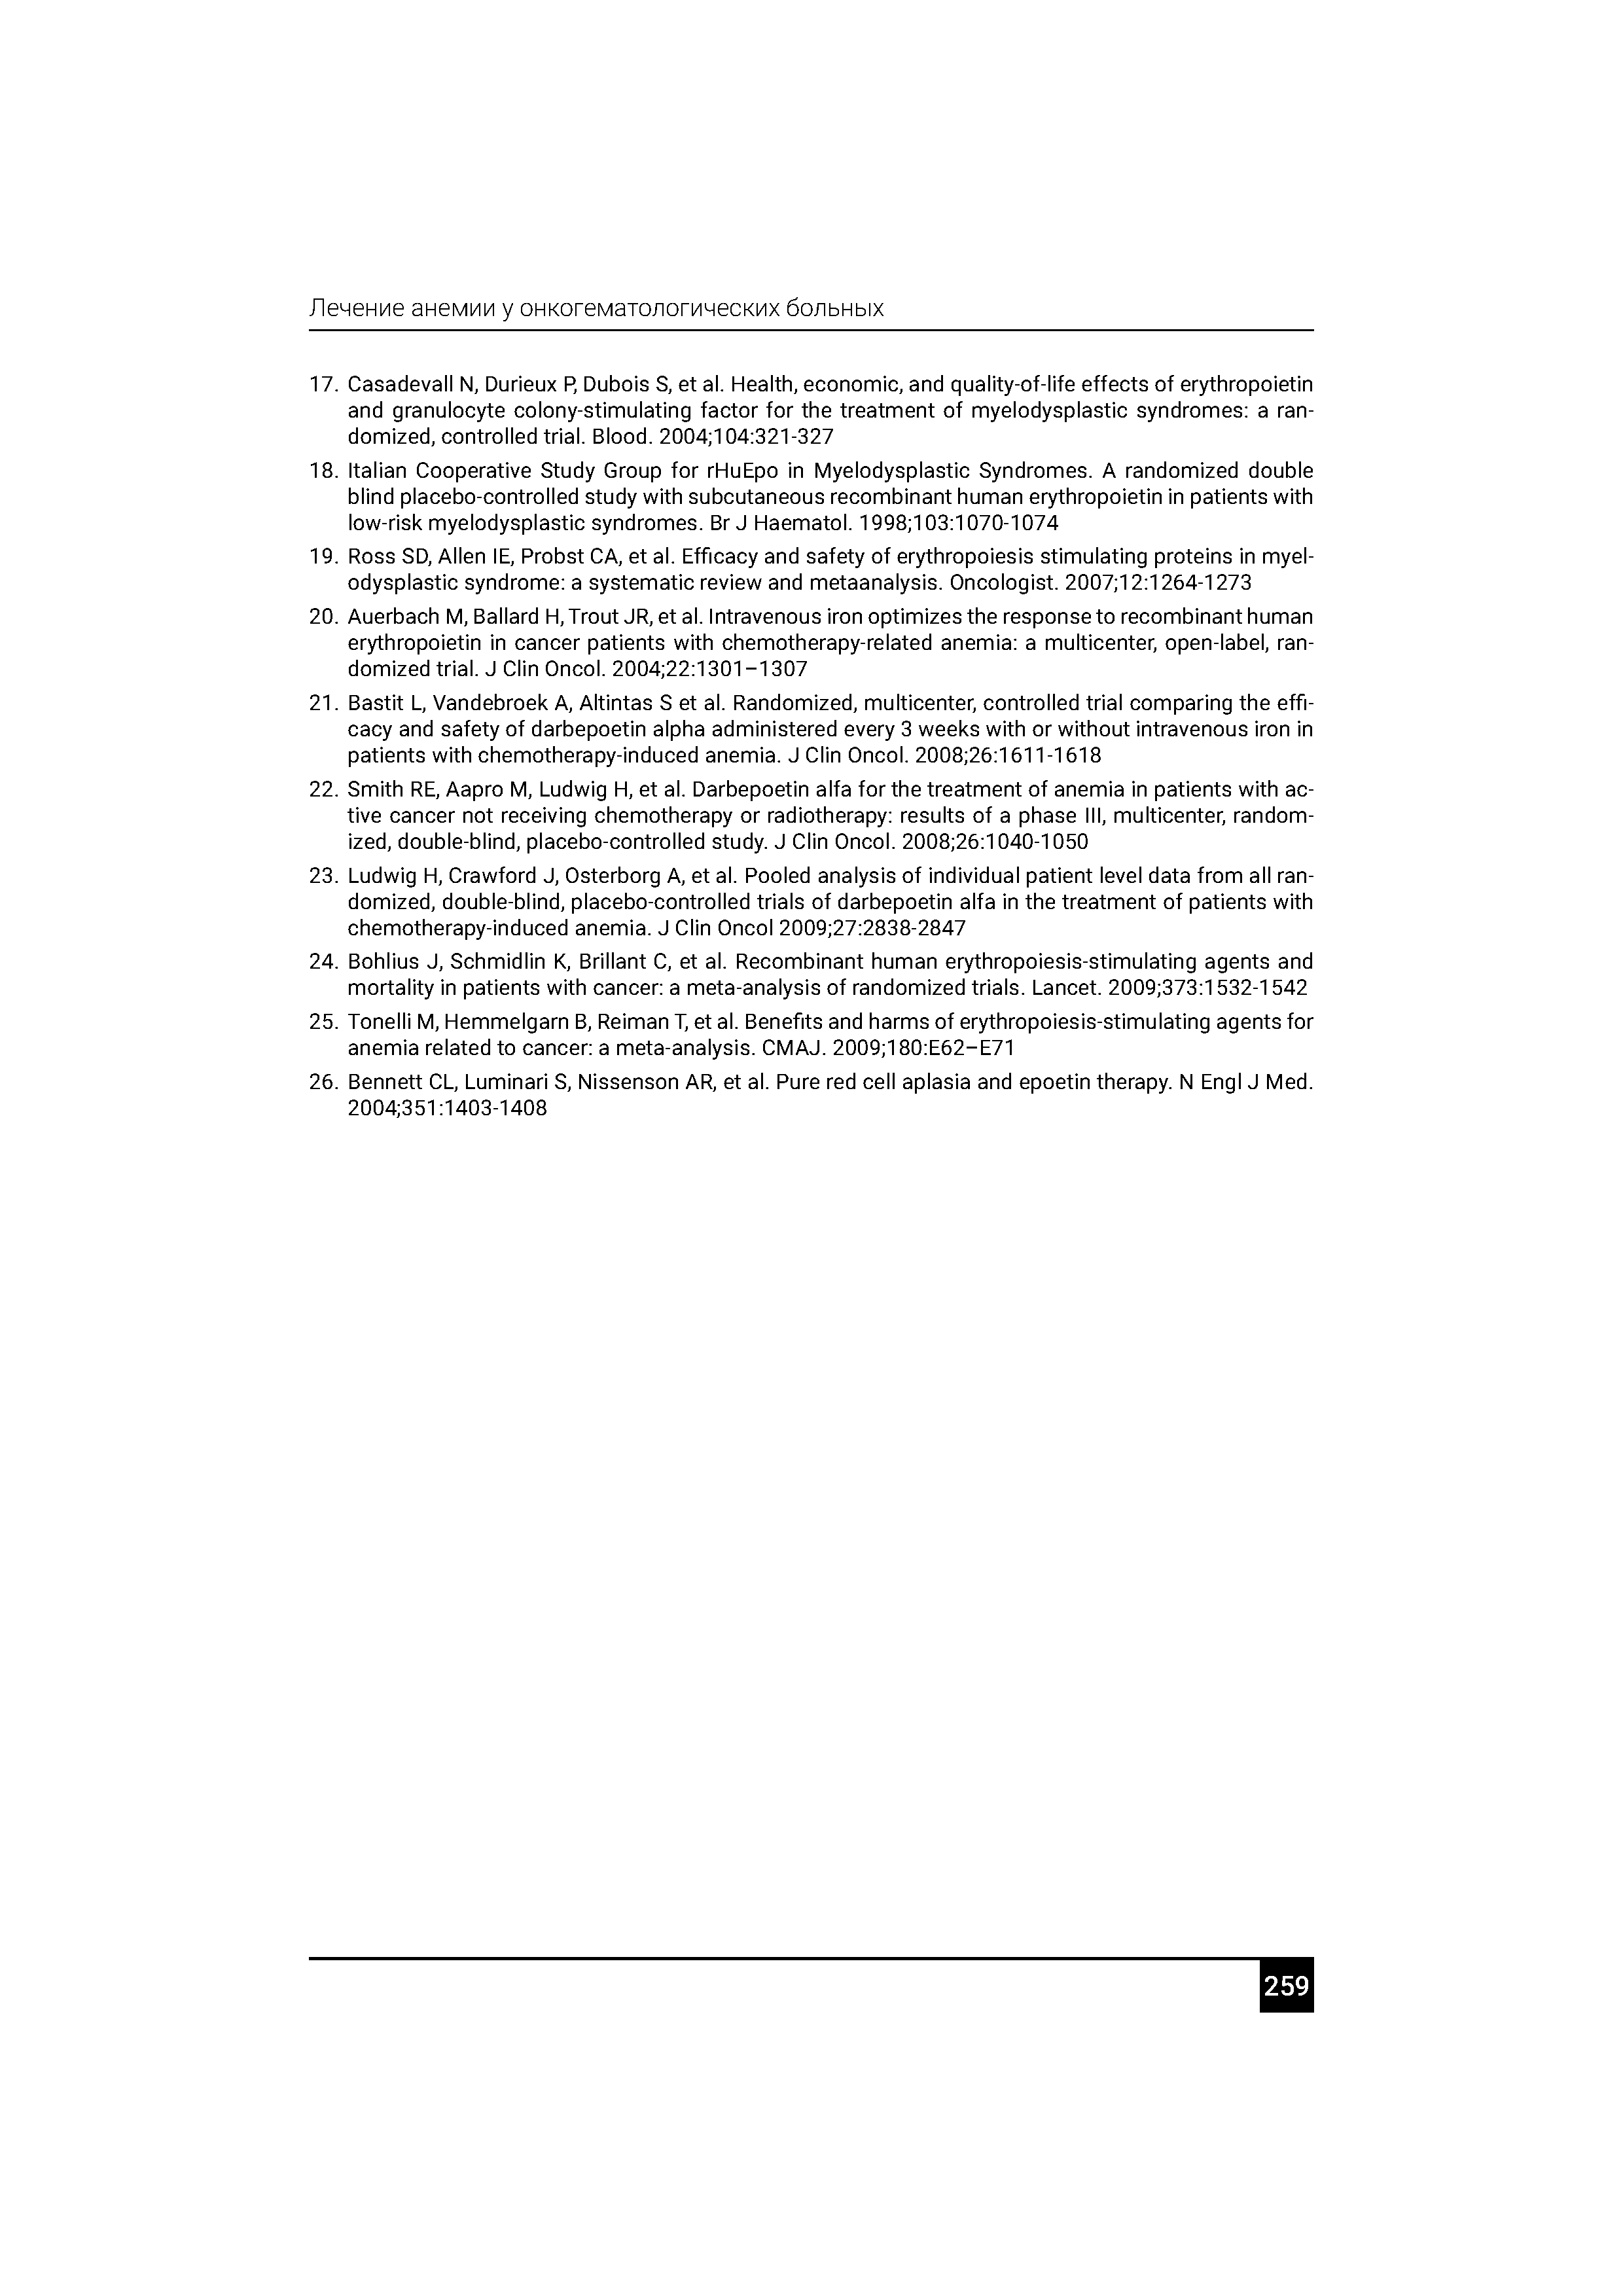 Лечение анемии у онкогематологических больных
17. Casadevall N, Durieux P, Dubois S, et al. Health, economic, and quality-of-life effects of erythropoietin
and granulocyte colony-stimulating factor for the treatment of myelodysplastic syndromes: a ran-
domized, controlled trial. Blood. 2004;104:321-327
18. Italian Cooperative Study Group for rHuEpo in Myelodysplastic Syndromes. A randomized double
blind placebo-controlled study with subcutaneous recombinant human erythropoietin in patients with
low-risk myelodysplastic syndromes. Br J Haematol. 1998;103:1070-1074
19. Ross SD, Allen IE, Probst CA, et al. Efficacy and safety of erythropoiesis stimulating proteins in myel-
odysplastic syndrome: a systematic review and metaanalysis. Oncologist. 2007;12:1264-1273
20. Auerbach M, Ballard H, Trout JR, et al. Intravenous iron optimizes the response to recombinant human
erythropoietin in cancer patients with chemotherapy-related anemia: a multicenter, open-label, ran-
domized trial. J Clin Oncol. 2004;22:1301–1307
21. Bastit L, Vandebroek A, Altintas S et al. Randomized, multicenter, controlled trial comparing the effi-
cacy and safety of darbepoetin alpha administered every 3 weeks with or without intravenous iron in
patients with chemotherapy-induced anemia. J Clin Oncol. 2008;26:1611-1618
22. Smith RE, Aapro M, Ludwig H, et al. Darbepoetin alfa for the treatment of anemia in patients with ac-
tive cancer not receiving chemotherapy or radiotherapy: results of a phase III, multicenter, random-
ized, double-blind, placebo-controlled study. J Clin Oncol. 2008;26:1040-1050
23. Ludwig H, Crawford J, Osterborg A, et al. Pooled analysis of individual patient level data from all ran-
domized, double-blind, placebo-controlled trials of darbepoetin alfa in the treatment of patients with
chemotherapy-induced anemia. J Clin Oncol 2009;27:2838-2847
24. Bohlius J, Schmidlin K, Brillant C, et al. Recombinant human erythropoiesis-stimulating agents and
mortality in patients with cancer: a meta-analysis of randomized trials. Lancet. 2009;373:1532-1542
25. Tonelli M, Hemmelgarn B, Reiman T, et al. Benefits and harms of erythropoiesis-stimulating agents for
anemia related to cancer: a meta-analysis. CMAJ. 2009;180:E62–E71
26. Bennett CL, Luminari S, Nissenson AR, et al. Pure red cell aplasia and epoetin therapy. N Engl J Med.
2004;351:1403-1408
259